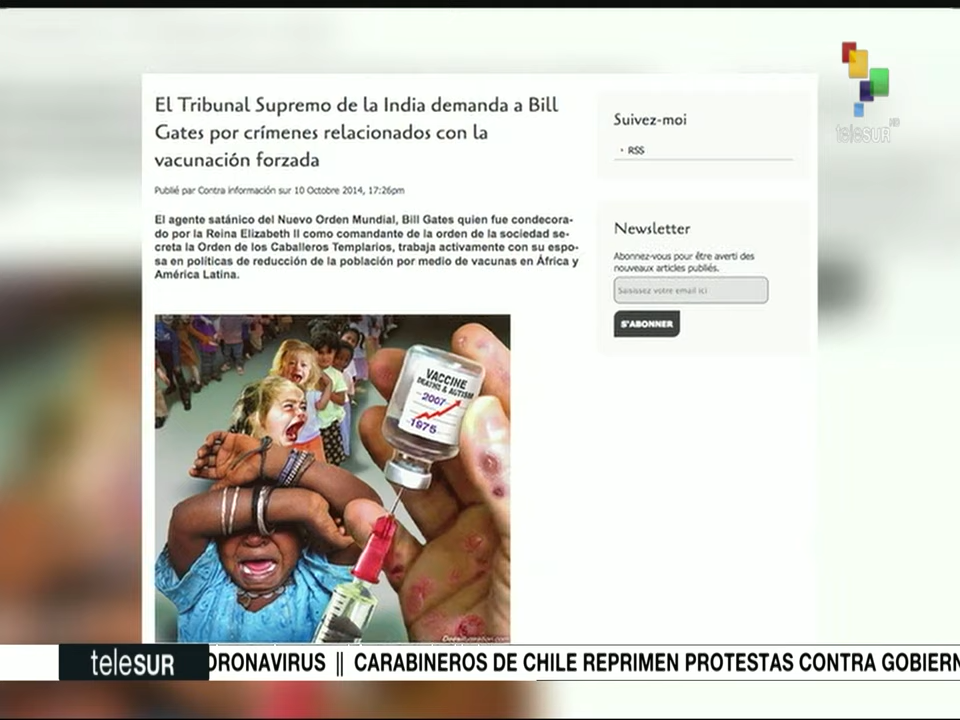 El Tribunal Supremo de la India demanda a Bill
Gates por crímenes relacionados con la
vacunación forzada
Publié par Contra información sur 10 Octobre 2014, 17:26pm
El agente satánico del Nuevo Orden Mundial, Bill Gates quien fue condecora-
do por la Reina Elizabeth II como comandante de la orden de la sociedad se-
creta la Orden de los Caballeros Templarios, trabaja activamente con su espo-
sa en políticas de reducción de la población por medio de vacunas en África y
América Latina.
Suivez-moi
RSS
teleSUR HD
Newsletter
Abonnez-vous pour être averti des
nouveaux articles publiés.
Saisissez votre email ici
S'ABONNER
VACCINE
DEATHS & AUTISM
2007
1975
Deesillustration.com
teleSUR
ORONAVIRUS || CARABINEROS DE CHILE REPRIMEN PROTESTAS CONTRA GOBIERN